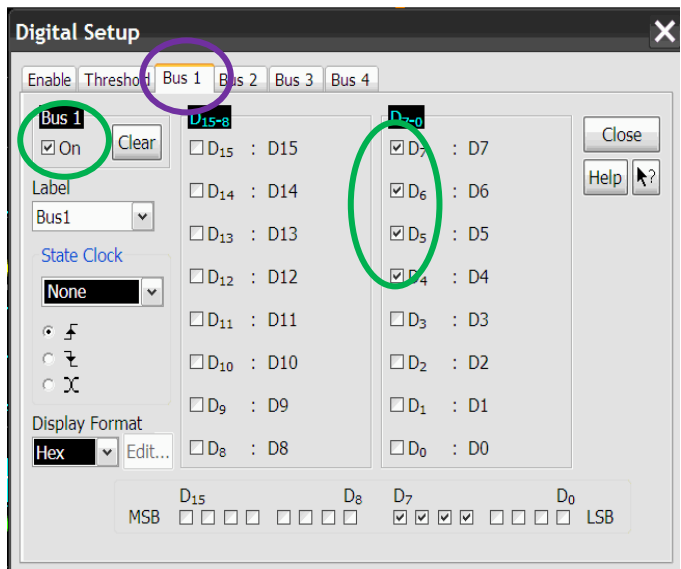 Digital Setup
Enable Threshold Bus 1 Bus 2 Bus 3 Bus 4
Bus 1
On
Clear
Label
Bus1
State Clock
None
Display Format
Hex
Edit...
D15-8
D15 : D15
D14 : D14
D13 : D13
D12 : D12
D11 : D11
D10 : D10
D9 : D9
D8 : D8
D7-0
D7 : D7
D6 : D6
D5 : D5
D4 : D4
D3 : D3
D2 : D2
D1 : D1
D0 : D0
Close
Help ?
D15 D8 D7 D0
MSB LSB